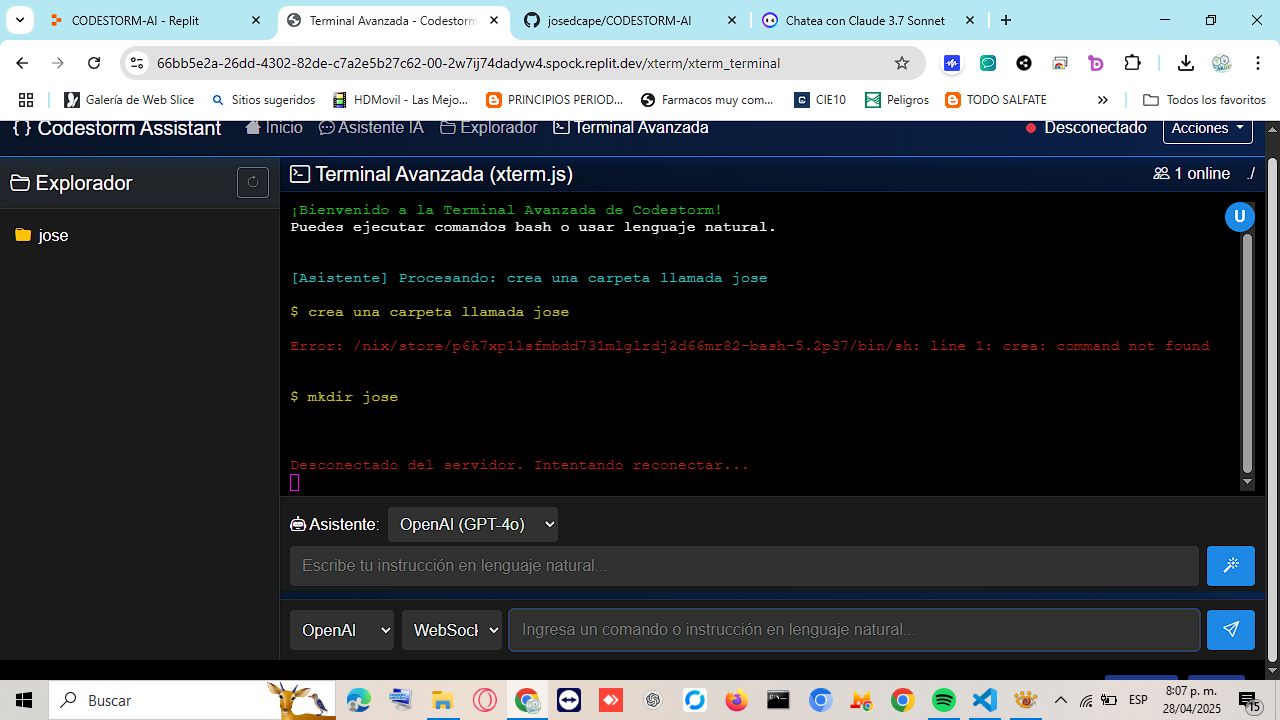 CODESTORM-AI - Replit
Terminal Avanzada - Codestorm
josedcape/CODESTORM-AI
Chatea con Claude 3.7 Sonnet
66bb5e2a-26dd-4302-82de-c7a2e5b27c62-00-2w7ij74dadyw4.spock.replit.dev/xterm/xterm_terminal
Galería de Web Slice
Sitios sugeridos
HDMovil - Las Mejo...
PRINCIPIOS PERIOD...
Farmacos muy com...
CIE10
Peligros
TODO SALFATE
Todos los favoritos
{ } Codestorm Assistant
Inicio
Asistente IA
Explorador
Terminal Avanzada
Desconectado
Acciones
Explorador
Terminal Avanzada (xterm.js)
1 online
./
jose
¡Bienvenido a la Terminal Avanzada de Codestorm!
U
Puedes ejecutar comandos bash o usar lenguaje natural.
[Asistente] Procesando: crea una carpeta llamada jose
$ crea una carpeta llamada jose
Error: /nix/store/p6k7xp1lsfmbdd731mlglrdj2d66mr82-bash-5.2p37/bin/sh: line 1: crea: command not found
$ mkdir jose
Desconectado del servidor. Intentando reconectar...
Asistente:
OpenAI (GPT-4o)
Escribe tu instrucción en lenguaje natural...
OpenAI
WebSocl
Ingresa un comando o instrucción en lenguaje natural...
Buscar
ESP
8:07 p. m.
28/04/2025
15